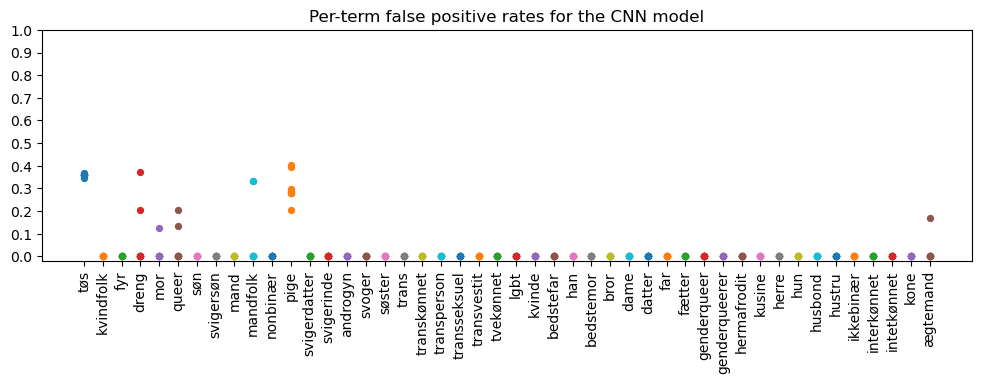 Per-term false positive rates for the CNN model
1.0
0.9
0.8
0.7
0.6
0.5
0.4
0.3
0.2
0.1
0.0
tøs
kvindfolk
fyr
dreng
mor
queer
søn
svigersøn
mand
mandfolk
nonbinær
pige
svigerdatter
svigerinde
androgyn
svoger
søster
trans
transkønnet
transperson
transseksuel
transvestit
tvekønnet
lgbt
kvinde
bedstefar
han
bedstemor
bror
dame
datter
far
fætter
genderqueer
genderqueerer
hermafrodit
kusine
herre
hun
husbond
hustru
ikkebinær
interkønnet
intetkønnet
kone
ægtemand